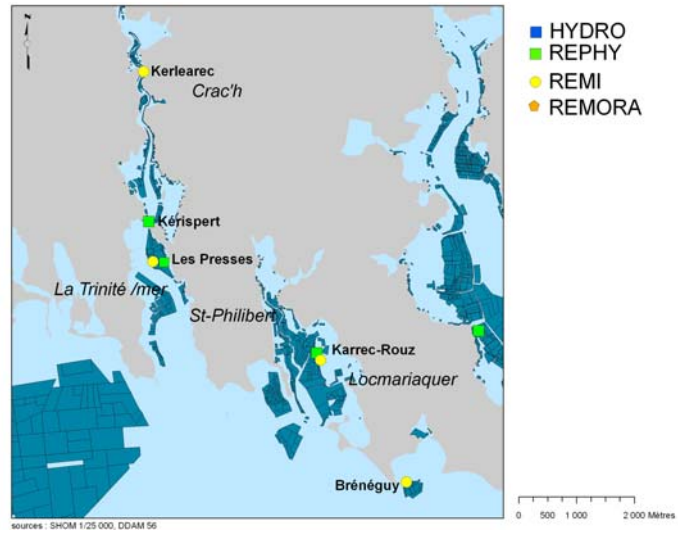 N
HYDRO
REPHY
REMI
REMORA
Kerlearec
Crac'h
Kérispert
Les Presses
La Trinité /mer
St-Philibert
Karrec-Rouz
Locmariaquer
Brénéguy
0 500 1 000 2 000 Mètres
sources : SHOM 1/25 000, DDAM 56